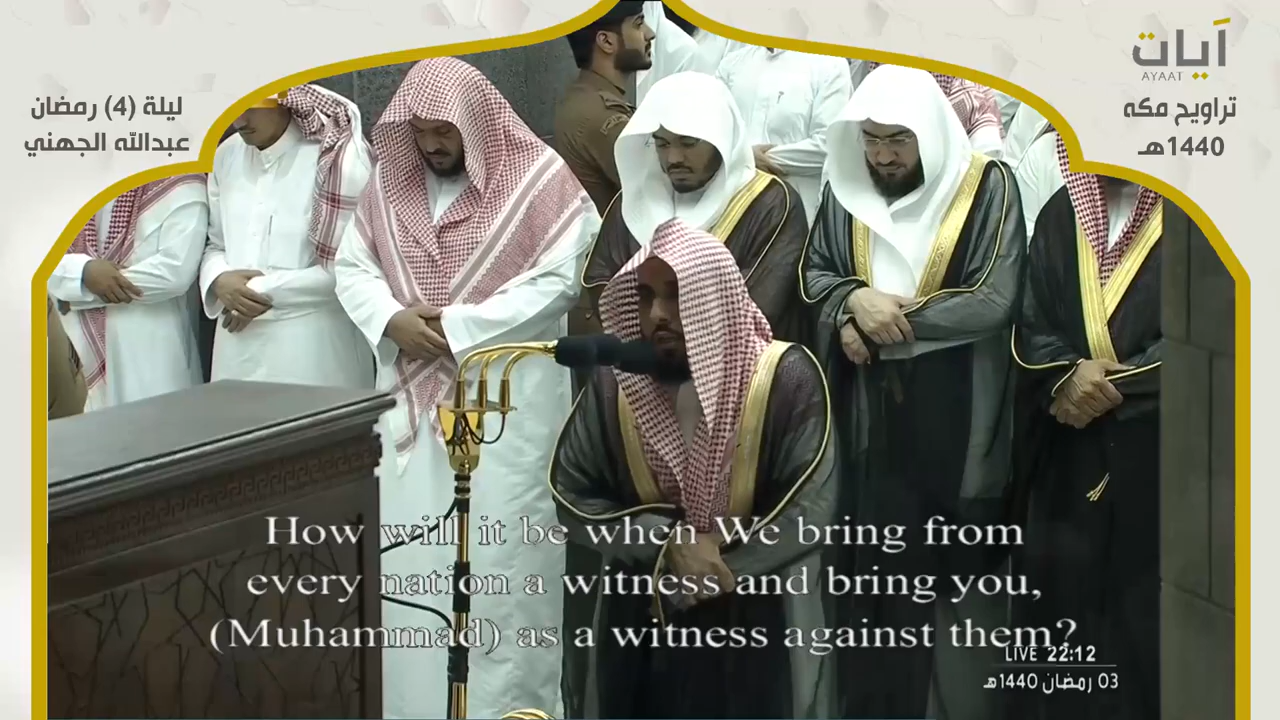 ليلة (4) رمضان
عبدالله الجهني
آيات
AYAAT
تراويح مكه
1440هـ
How will it be when We bring from
every nation a witness and bring you,
(Muhammad) as a witness against them?
LIVE 22:12
03 رمضان 1440هـ